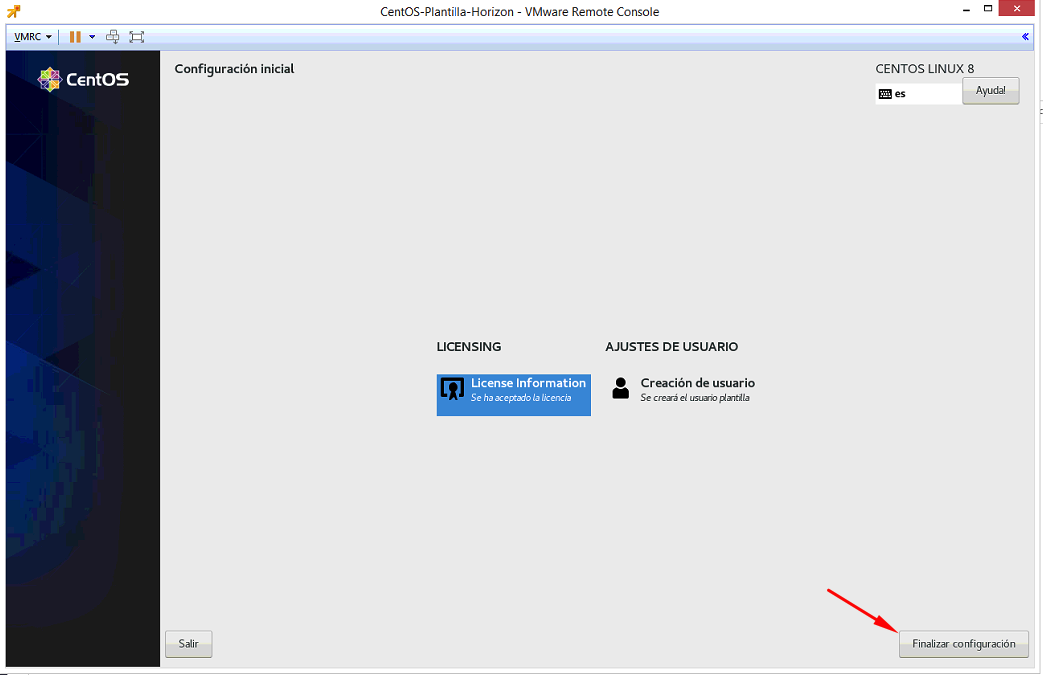 CentOS-Plantilla-Horizon - VMware Remote Console
VMRC
CentOS
Configuración inicial
CENTOS LINUX 8
es
Ayuda!
LICENSING
AJUSTES DE USUARIO
License Information
Se ha aceptado la licencia
Creación de usuario
Se creará el usuario plantilla
Salir
Finalizar configuración